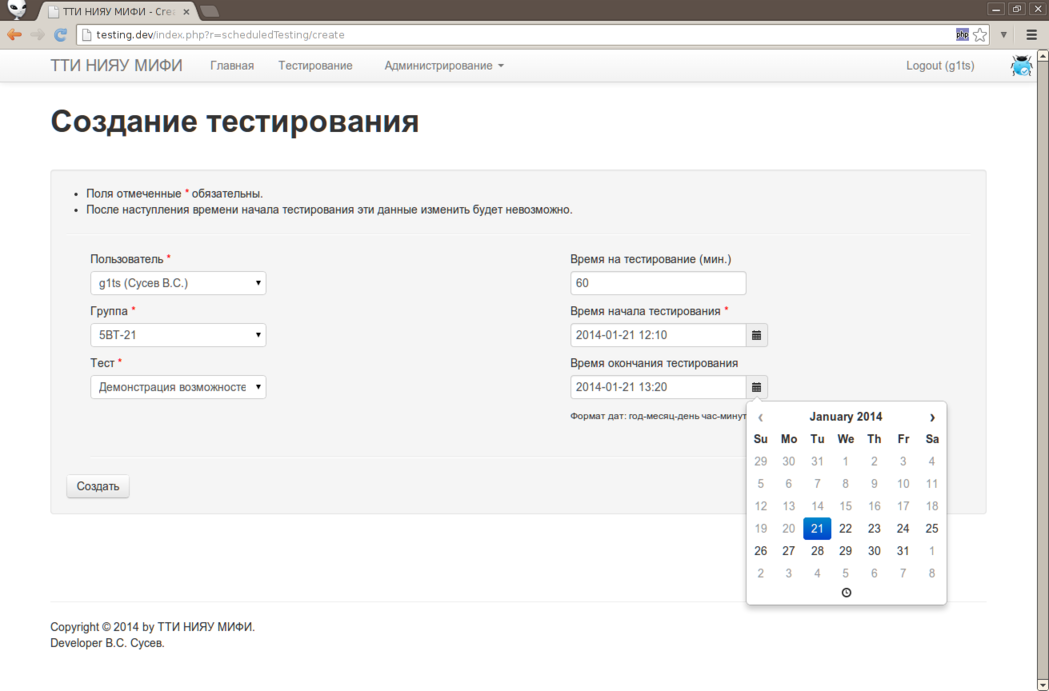 ТТИ НИЯУ МИФИ - Crea
testing.dev/index.php?r=scheduledTesting/create
php
ТТИ НИЯУ МИФИ Главная Тестирование Администрирование Logout (g1ts)
Создание тестирования
Поля отмеченные * обязательны.
После наступления времени начала тестирования эти данные изменить будет невозможно.
Пользователь *
g1ts (Сусев В.С.)
Группа *
5ВТ-21
Тест *
Демонстрация возможносте
Время на тестирование (мин.)
60
Время начала тестирования *
2014-01-21 12:10
Время окончания тестирования
2014-01-21 13:20
Формат дат: год-месяц-день час-минут
‹ January 2014 ›
Su Mo Tu We Th Fr Sa
29 30 31 1 2 3 4
5 6 7 8 9 10 11
12 13 14 15 16 17 18
19 20 21 22 23 24 25
26 27 28 29 30 31 1
2 3 4 5 6 7 8
Создать
Copyright © 2014 by ТТИ НИЯУ МИФИ.
Developer В.С. Сусев.